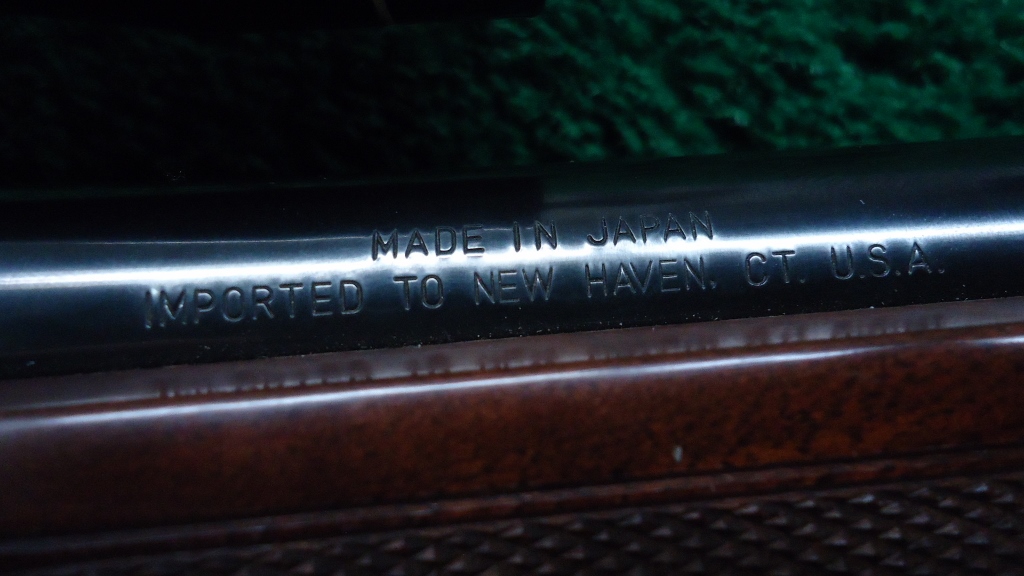 MADE IN JAPAN
IMPORTED TO NEW HAVEN, CT. U.S.A.